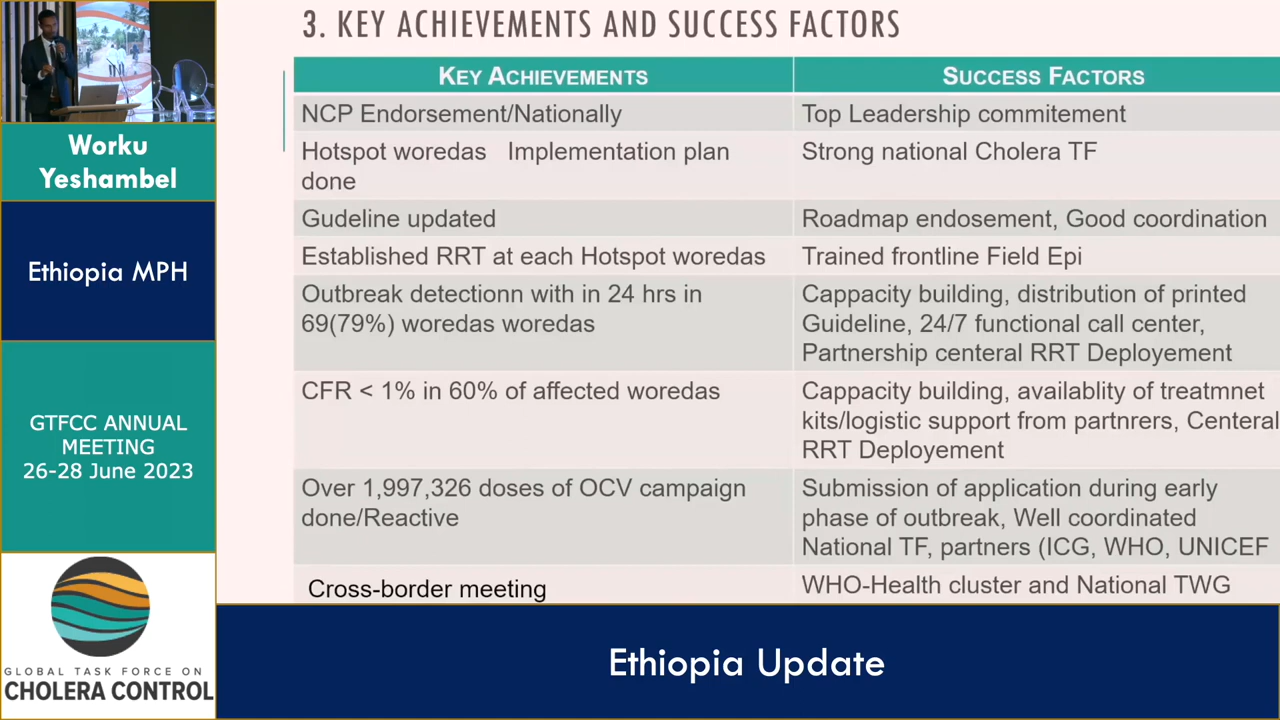 3. KEY ACHIEVEMENTS AND SUCCESS FACTORS
KEY ACHIEVEMENTS
SUCCESS FACTORS
NCP Endorsement/Nationally
Top Leadership commitement
Hotspot woredas Implementation plan
done
Strong national Cholera TF
Gudeline updated
Roadmap endosement, Good coordination
Established RRT at each Hotspot woredas
Trained frontline Field Epi
Outbreak detectionn with in 24 hrs in
69(79%) woredas woredas
Cappacity building, distribution of printed
Guideline, 24/7 functional call center,
Partnership centeral RRT Deployement
CFR < 1% in 60% of affected woredas
Cappacity building, availablity of treatmnet
kits/logistic support from partnrers, Centeral
RRT Deployement
Over 1,997,326 doses of OCV campaign
done/Reactive
Submission of application during early
phase of outbreak, Well coordinated
National TF, partners (ICG, WHO, UNICEF
Cross-border meeting
WHO-Health cluster and National TWG
Worku
Yeshambel
Ethiopia MPH
GTFCC ANNUAL
MEETING
26-28 June 2023
GLOBAL TASK FORCE ON
CHOLERA CONTROL
Ethiopia Update